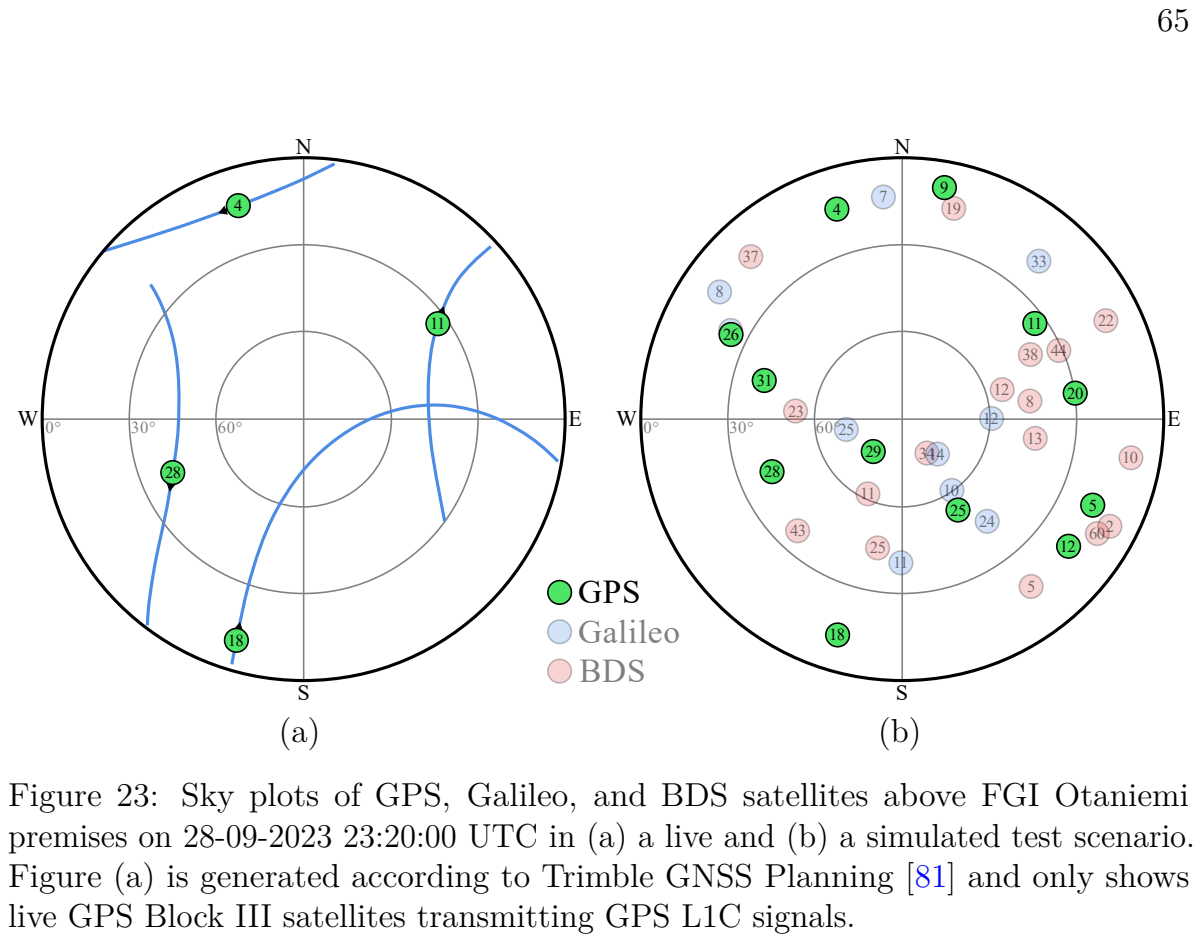 65
N
4
11
W
0°
30°
60°
E
28
18
S
(a)
GPS
Galileo
BDS
N
9
7
4
19
37
33
8
26
11
22
38
44
31
12
20
8
23
W
0°
30°
60°
12
E
25
13
29
34
14
10
28
10
11
25
5
24
2
43
60
12
25
11
5
18
S
(b)
Figure 23: Sky plots of GPS, Galileo, and BDS satellites above FGI Otaniemi
premises on 28-09-2023 23:20:00 UTC in (a) a live and (b) a simulated test scenario.
Figure (a) is generated according to Trimble GNSS Planning [81] and only shows
live GPS Block III satellites transmitting GPS L1C signals.